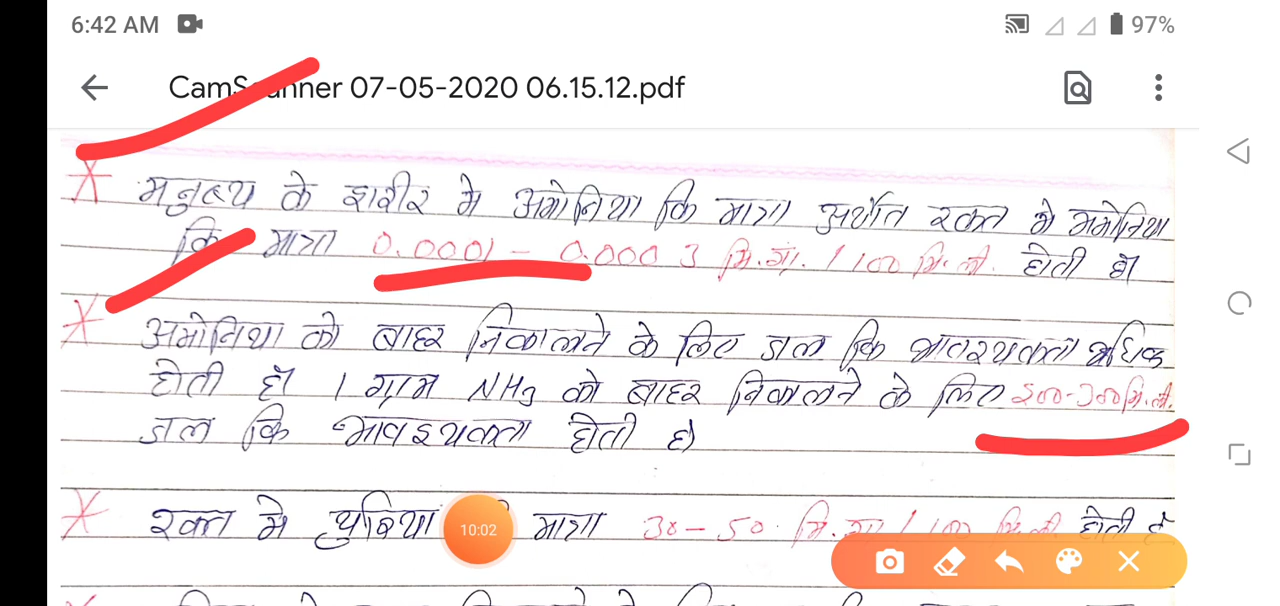 6:42 AM 97%
CamScanner 07-05-2020 06.15.12.pdf
मनुष्य के शरीर मे अमोनिया कि मात्रा अर्थात रक्त मे अमोनिया
कि मात्रा 0.0001 - 0.0003 मि.ग्रा. / 100 मि.ली. होती है
अमोनिया को बाहर निकालने के लिए जल कि आवश्यकता अधिक
होती है 1 ग्राम NH3 को बाहर निकालने के लिए 200-300 मि.ली.
जल कि आवश्यकता होती है
रक्त मे युरिया मात्रा 30 - 50 मि.ग्रा / 100 मि.ली होती है
10:02